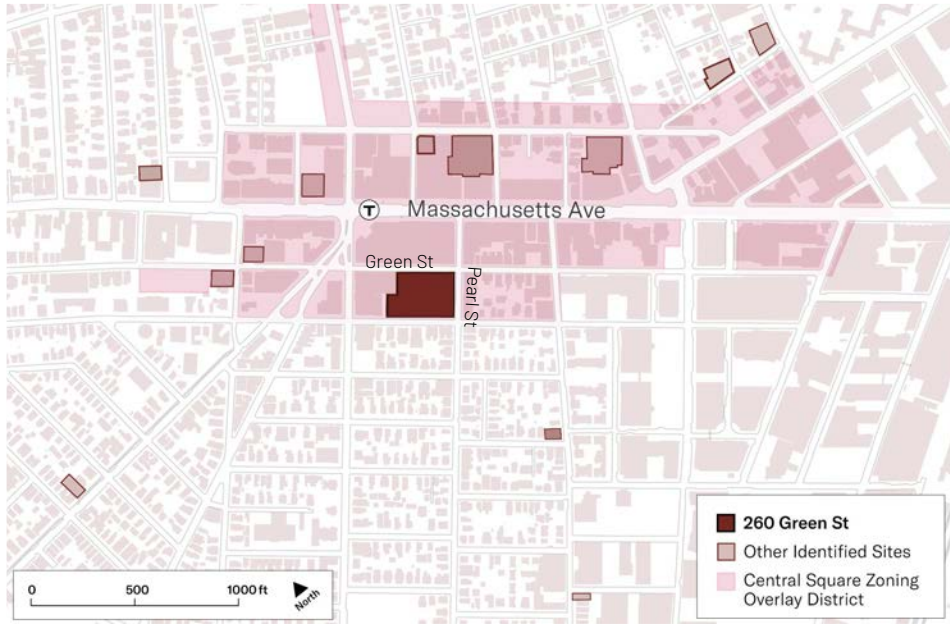 T
Massachusetts Ave
Green St
Pearl St
260 Green St
Other Identified Sites
Central Square Zoning
Overlay District
0 500 1000 ft
North